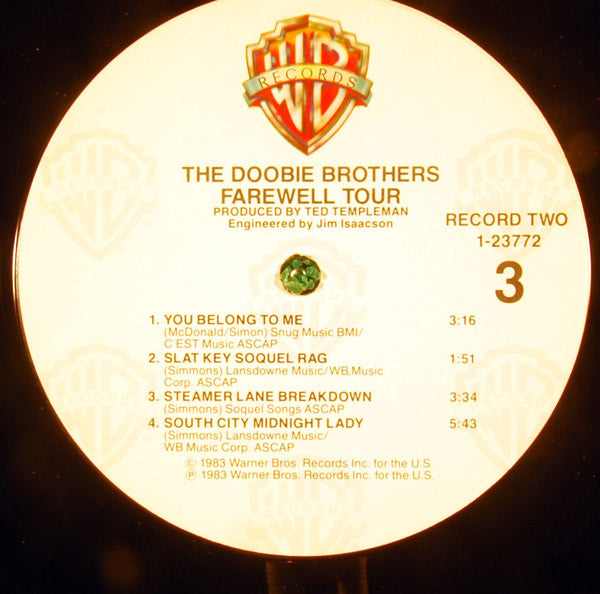 WB
RECORDS
THE DOOBIE BROTHERS
FAREWELL TOUR
PRODUCED BY TED TEMPLEMAN
Engineered by Jim Isaacson
RECORD TWO
1-23772
3
1. YOU BELONG TO ME 3:16
(McDonald/Simon) Snug Music BMI/
C'EST Music ASCAP
2. SLAT KEY SOQUEL RAG 1:51
(Simmons) Lansdowne Music/WB Music
Corp. ASCAP
3. STEAMER LANE BREAKDOWN 3:34
(Simmons) Soquel Songs ASCAP
4. SOUTH CITY MIDNIGHT LADY 5:43
(Simmons) Lansdowne Music/
WB Music Corp. ASCAP
© 1983 Warner Bros. Records Inc. for the U.S.
℗ 1983 Warner Bros. Records Inc. for the U.S.